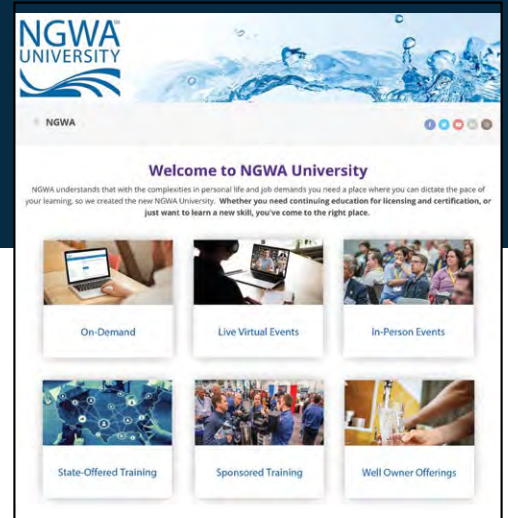 NGWA
UNIVERSITY
NGWA
Welcome to NGWA University
NGWA understands that with the complexities in personal life and job demands you need a place where you can dictate the pace of
your learning, so we created the new NGWA University. Whether you need continuing education for licensing and certification, or
just want to learn a new skill, you've come to the right place.
On-Demand
Live Virtual Events
In-Person Events
State-Offered Training
Sponsored Training
Well Owner Offerings